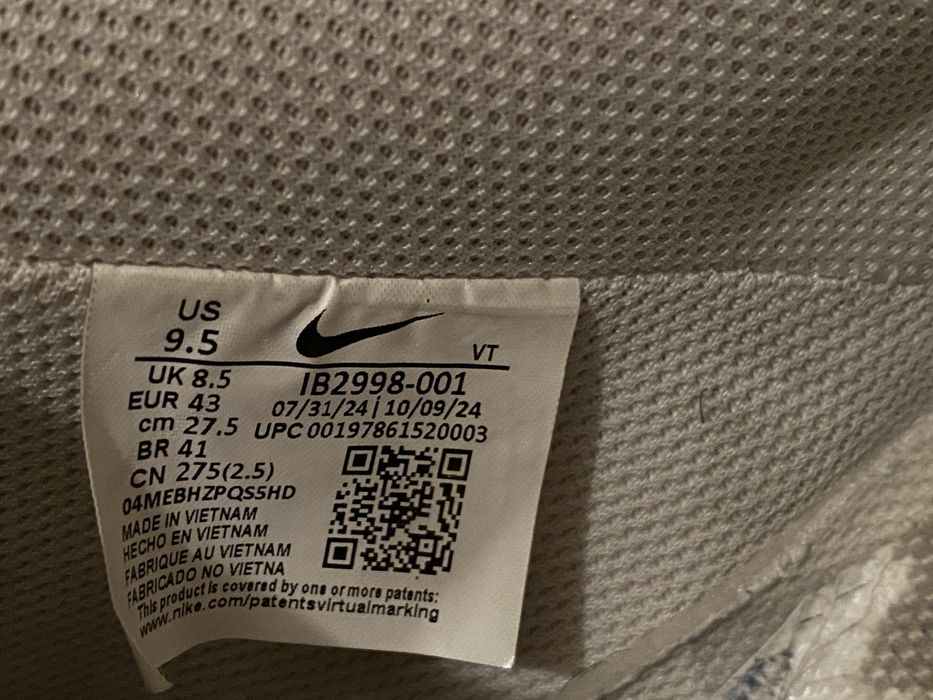 US
9.5
VT
UK 8.5
EUR 43
cm 27.5
BR 41
CN 275(2.5)
IB2998-001
07/31/24 | 10/09/24
UPC 00197861520003
04MEBHZPQS5HD
MADE IN VIETNAM
HECHO EN VIETNAM
FABRIQUE AU VIETNAM
FABRICADO NO VIETNA
This product is covered by one or more patents:
www.nike.com/patentsvirtualmarking